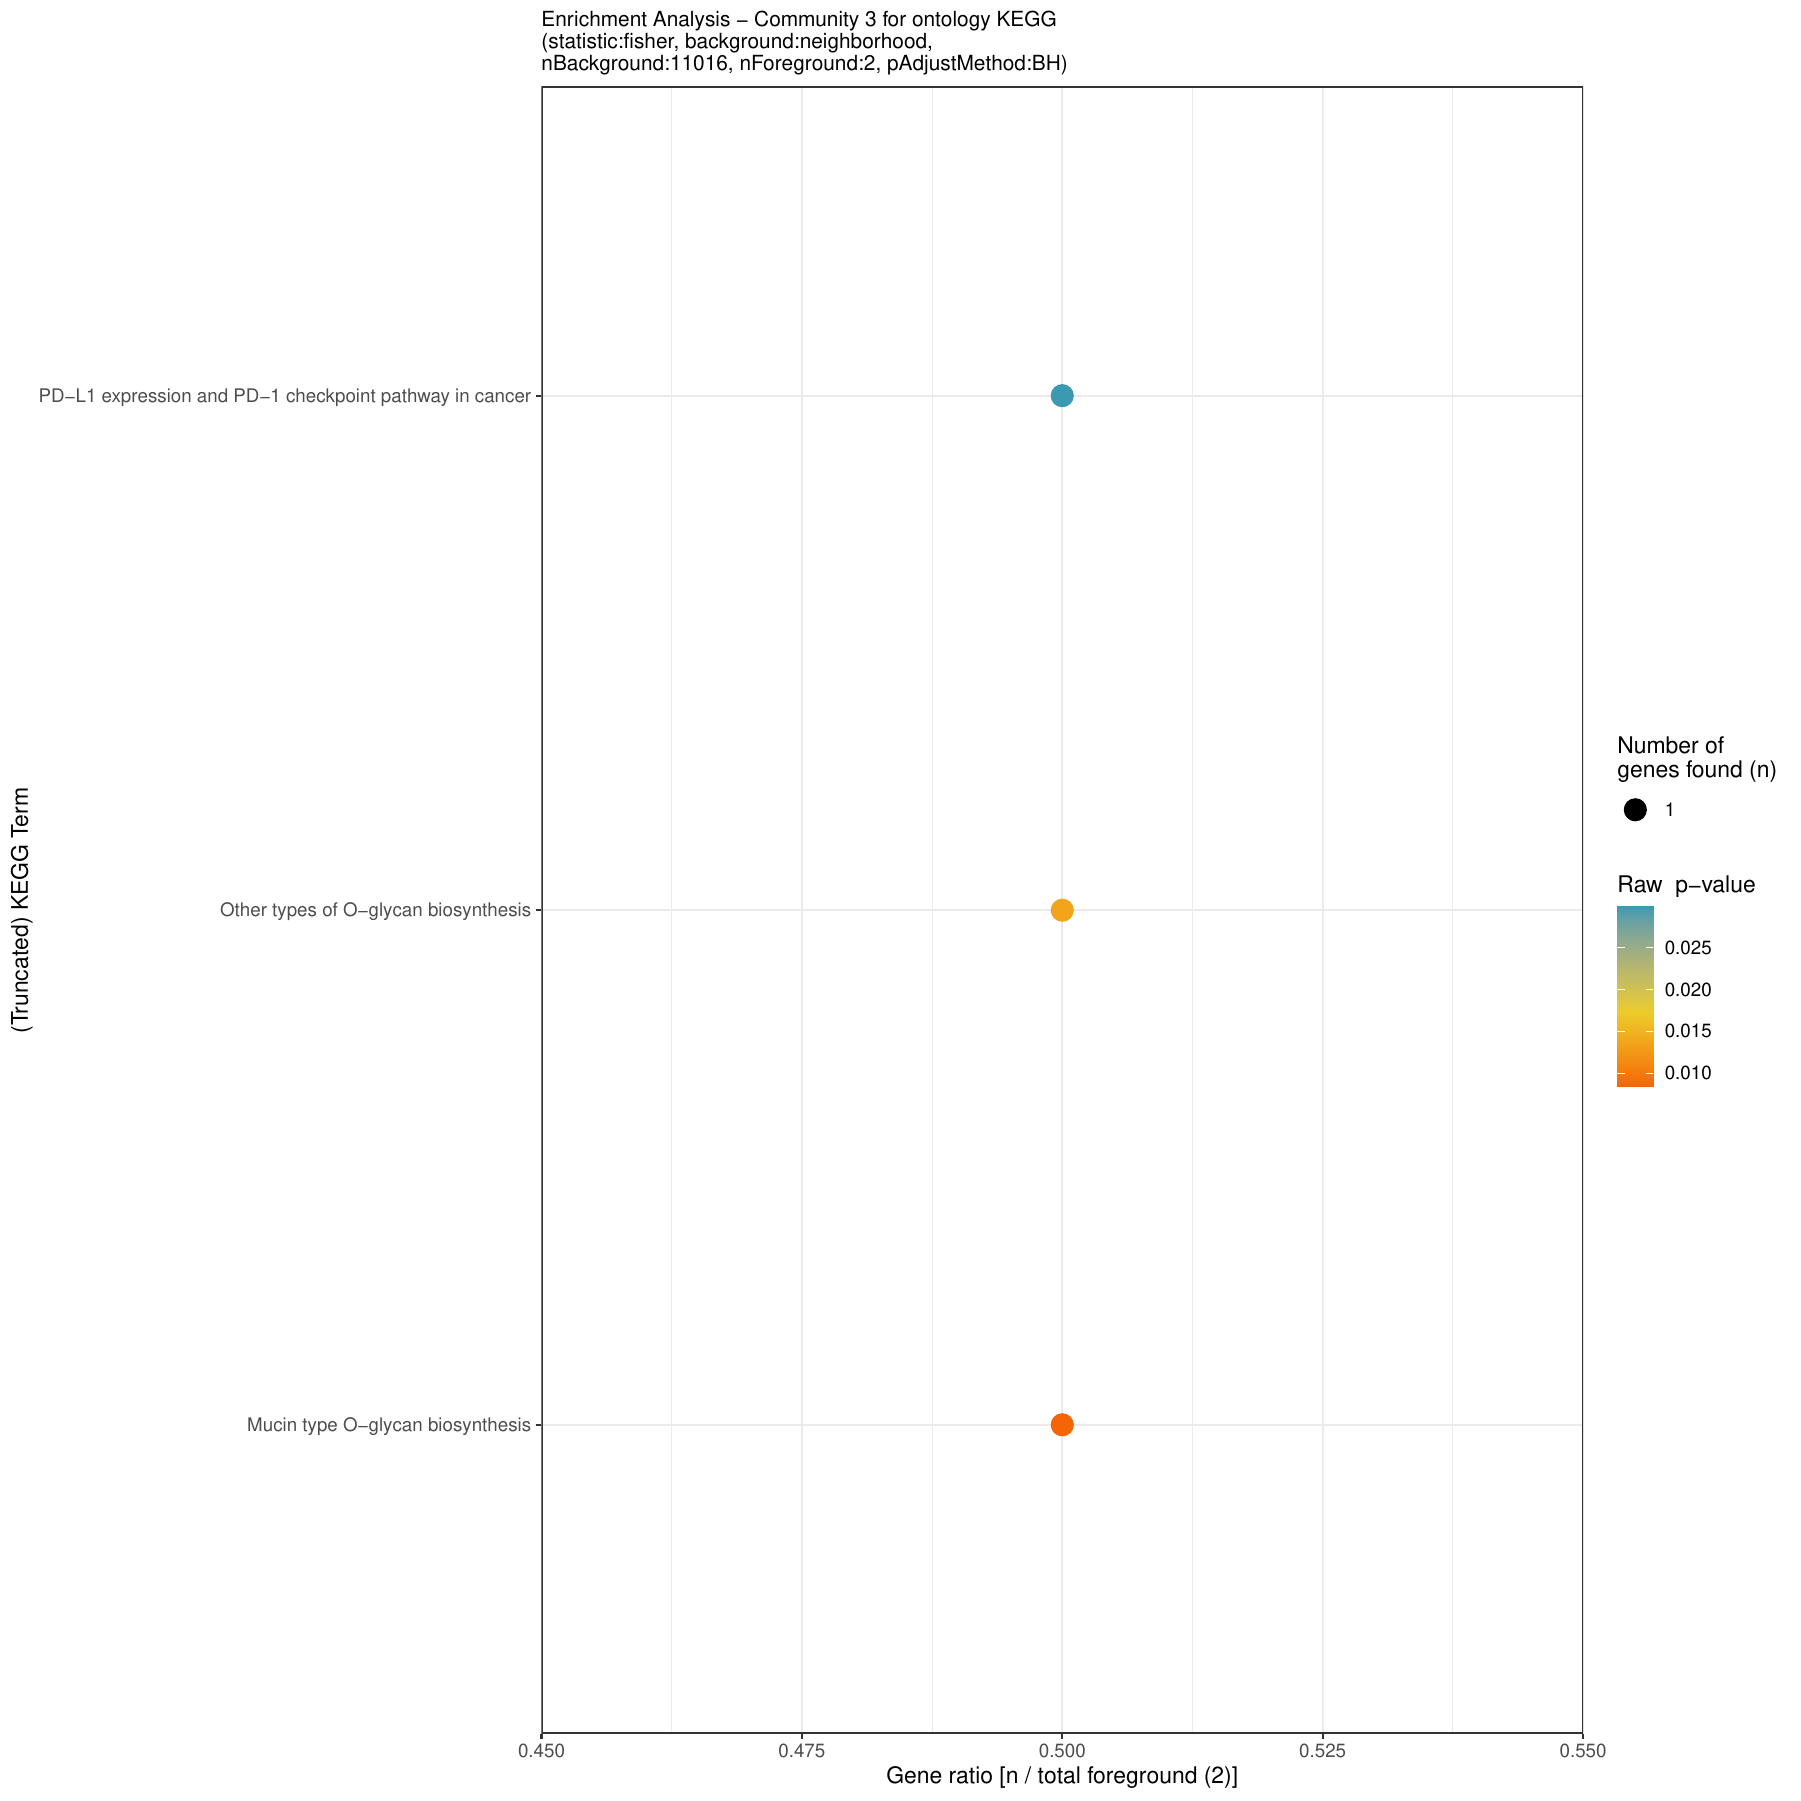 Enrichment Analysis − Community 3 for ontology KEGG
(statistic:fisher, background:neighborhood,
nBackground:11016, nForeground:2, pAdjustMethod:BH)
(Truncated) KEGG Term
PD−L1 expression and PD−1 checkpoint pathway in cancer
Other types of O−glycan biosynthesis
Mucin type O−glycan biosynthesis
0.450
0.475
0.500
0.525
0.550
Gene ratio [n / total foreground (2)]
Number of
genes found (n)
1
Raw p−value
0.025
0.020
0.015
0.010